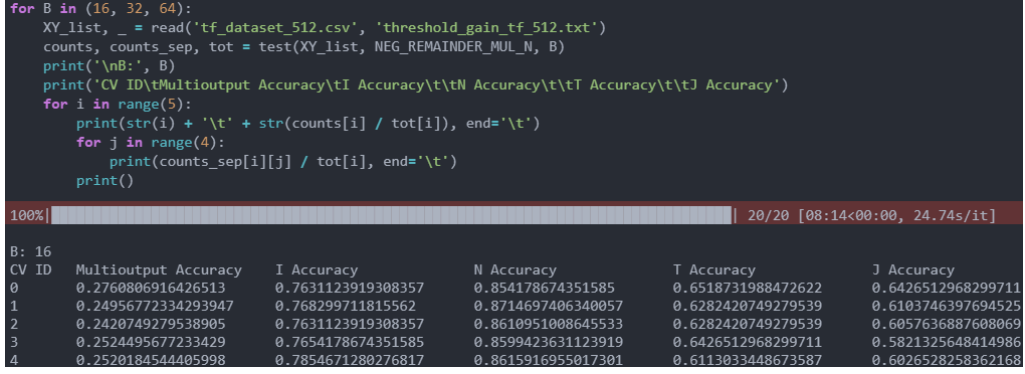 for B in (16, 32, 64):
    XY_list, _ = read('tf_dataset_512.csv', 'threshold_gain_tf_512.txt')
    counts, counts_sep, tot = test(XY_list, NEG_REMAINDER_MUL_N, B)
    print('\nB:', B)
    print('CV ID\tMultioutput Accuracy\tI Accuracy\t\tN Accuracy\t\tT Accuracy\t\tJ Accuracy')
    for i in range(5):
        print(str(i) + '\t' + str(counts[i] / tot[i]), end='\t')
        for j in range(4):
            print(counts_sep[i][j] / tot[i], end='\t')
        print()
100%| | 20/20 [08:14<00:00, 24.74s/it]
B: 16
CV ID Multioutput Accuracy I Accuracy N Accuracy T Accuracy J Accuracy
0 0.2760806916426513 0.7631123919308357 0.854178674351585 0.6518731988472622 0.6426512968299711
1 0.24956772334293947 0.768299711815562 0.8714697406340057 0.6282420749279539 0.6103746397694525
2 0.2420749279538905 0.7631123919308357 0.8610951008645533 0.6282420749279539 0.6057636887608069
3 0.2524495677233429 0.7654178674351585 0.8599423631123919 0.6426512968299711 0.5821325648414986
4 0.2520184544405998 0.7854671280276817 0.8615916955017301 0.6113033448673587 0.6026528258362168